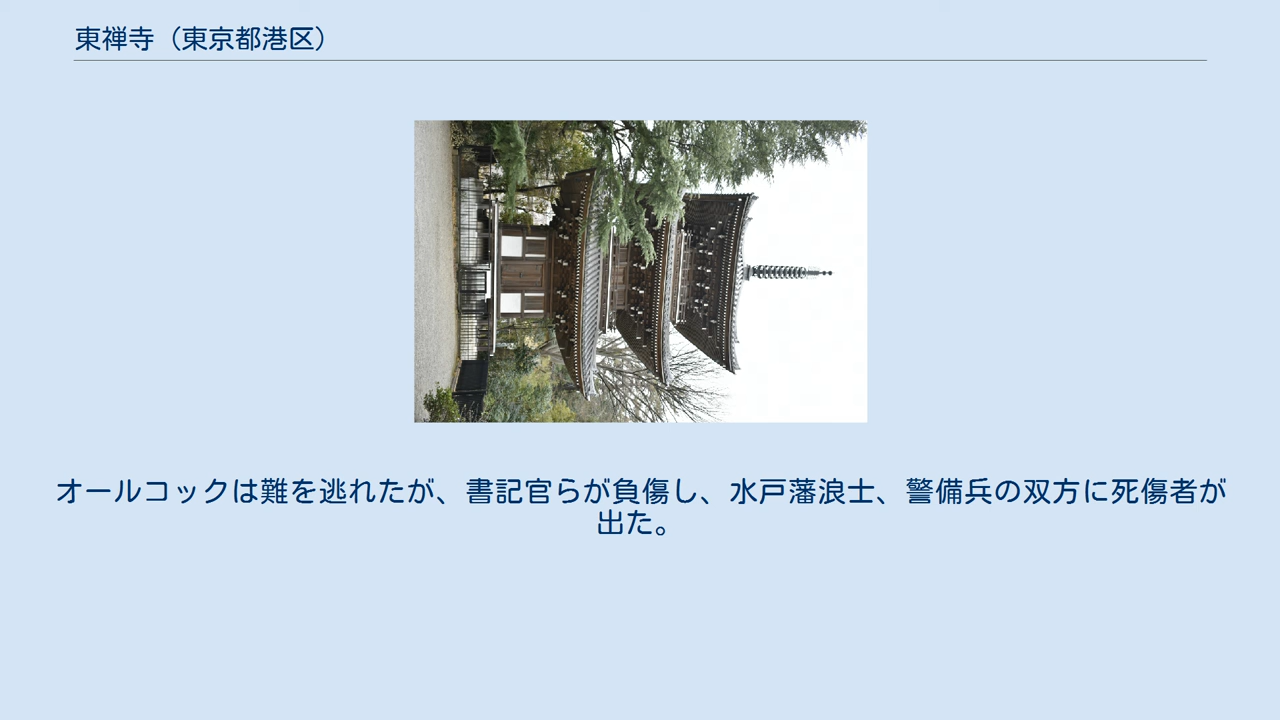 東禅寺（東京都港区）
オールコックは難を逃れたが、書記官らが負傷し、水戸藩浪士、警備兵の双方に死傷者が
出た。